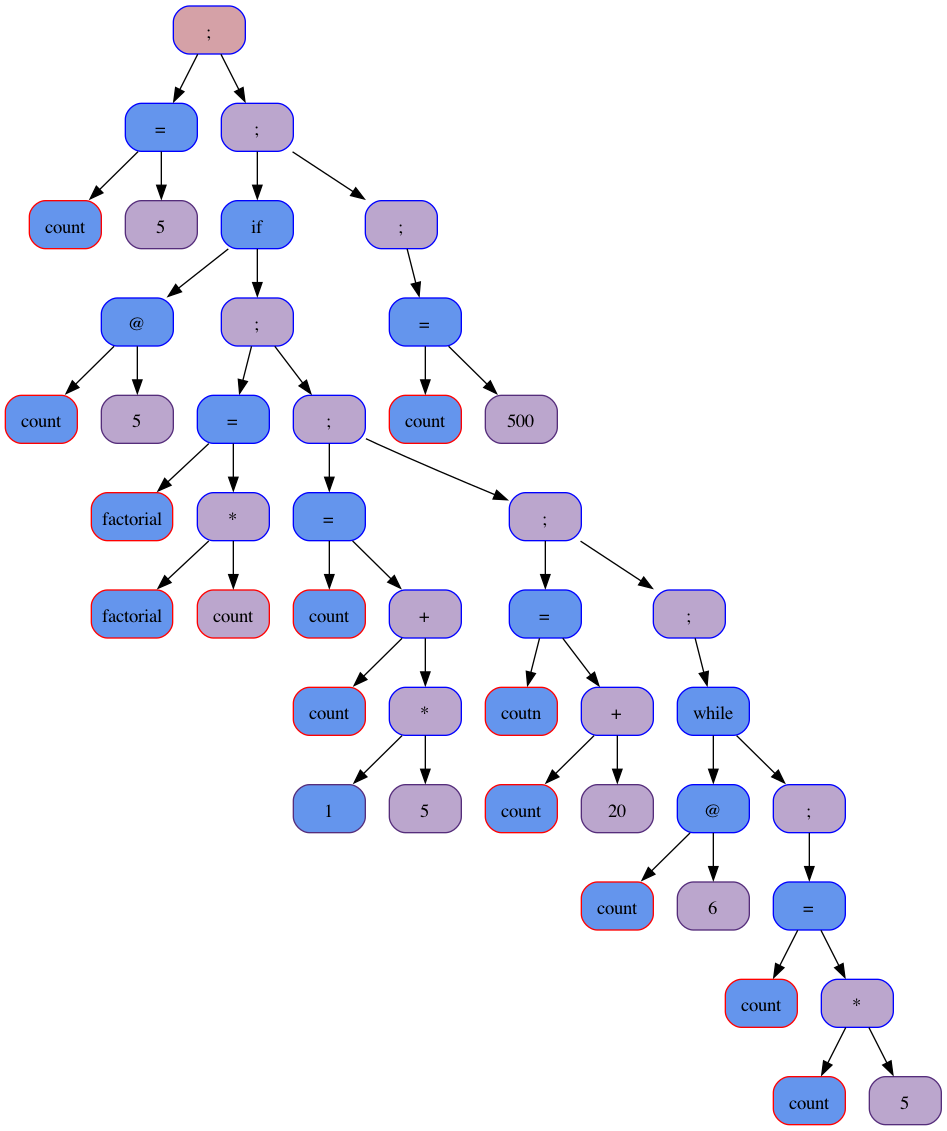 ;
= ;
count 5 if ;
@ ; =
count 5 = ; count 500
factorial * = ;
factorial count count + = ;
count * coutn + while
1 5 count 20 @ ;
count 6 =
count *
count 5